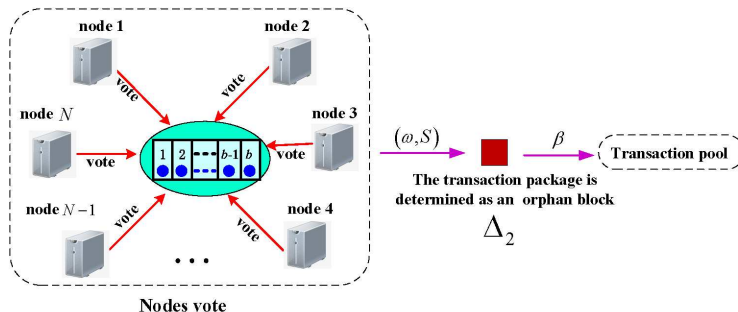 node 1
node 2
vote
vote
node N
node 3
vote
1 2 b-1 b
vote
(ω,S)
β
Transaction pool
The transaction package is
determined as an orphan block
Δ₂
node N-1
vote
vote
node 4
...
Nodes vote